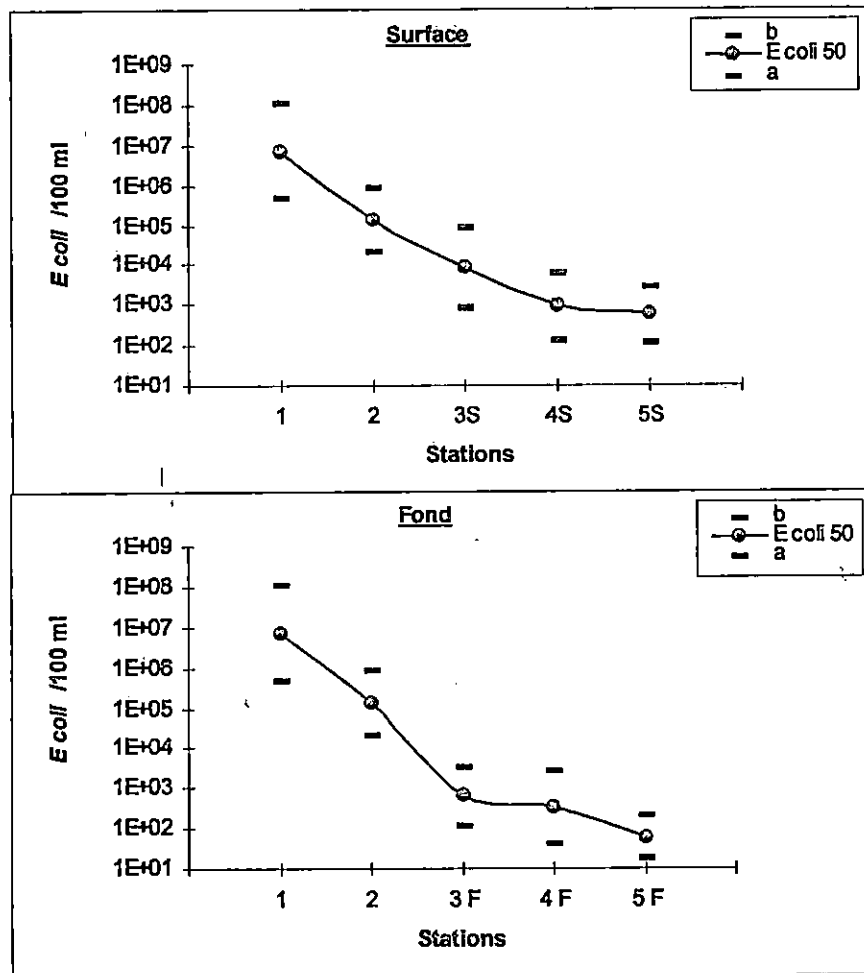 Surface
b
E coli 50
a
1E+09
1E+08
1E+07
1E+06
1E+05
1E+04
1E+03
1E+02
1E+01
E coli /100 ml
1 2 3S 4S 5S
Stations
Fond
b
E coli 50
a
1E+09
1E+08
1E+07
1E+06
1E+05
1E+04
1E+03
1E+02
1E+01
E coli /100 ml
1 2 3 F 4 F 5 F
Stations